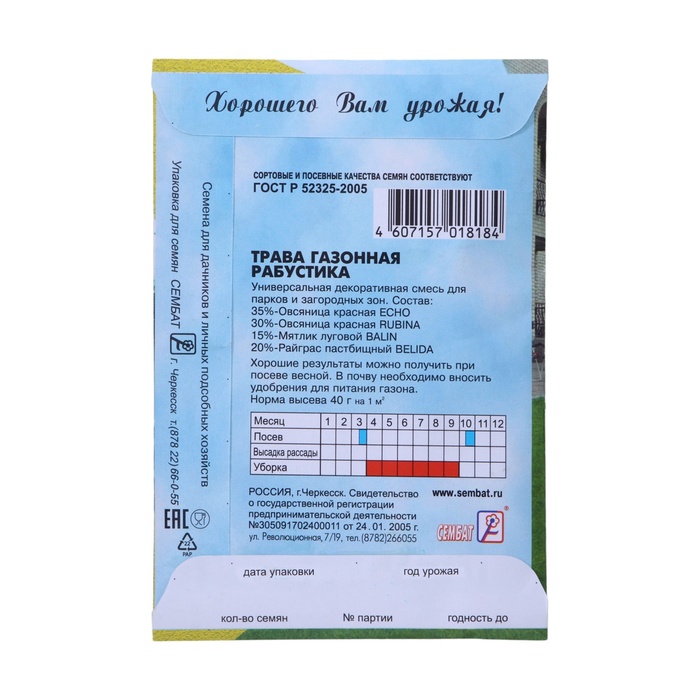 Хорошего Вам урожая!
СОРТОВЫЕ И ПОСЕВНЫЕ КАЧЕСТВА СЕМЯН СООТВЕТСТВУЮТ
ГОСТ Р 52325-2005
4 607157 018184
ТРАВА ГАЗОННАЯ
РАБУСТИКА
Универсальная декоративная смесь для
парков и загородных зон. Состав:
35%-Овсяница красная ECHO
30%-Овсяница красная RUBINA
15%-Мятлик луговой BALIN
20%-Райграс пастбищный BELIDA
Хорошие результаты можно получить при
посеве весной. В почву необходимо вносить
удобрения для питания газона.
Норма высева 40 г на 1 м²
Месяц 1 2 3 4 5 6 7 8 9 10 11 12
Посев
Высадка рассады
Уборка
РОССИЯ, г.Черкесск. Свидетельство
о государственной регистрации
предпринимательской деятельности
№305091702400011 от 24. 01. 2005 г.
ул. Революционная, 7/19, тел.(8782)266055
www.sembat.ru
СЕМБАТ
Семена для дачников и личных подсобных хозяйств
Упаковка для семян СЕМБАТ г. Черкесск т.(878 22)66-0-55
EAC
22
PAP
дата упаковки год урожая
кол-во семян № партии годность до